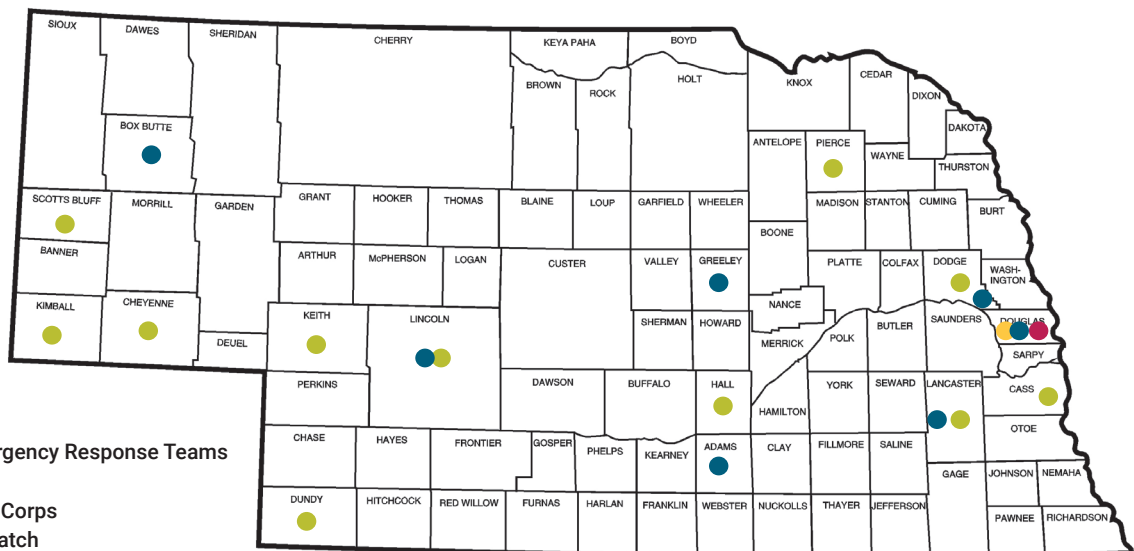 SIOUX
DAWES
SHERIDAN
CHERRY
KEYA PAHA
BOYD
HOLT
BROWN
ROCK
KNOX
CEDAR
DIXON
DAKOTA
BOX BUTTE
ANTELOPE
PIERCE
WAYNE
THURSTON
SCOTTS BLUFF
MORRILL
GARDEN
GRANT
HOOKER
THOMAS
BLAINE
LOUP
GARFIELD
WHEELER
MADISON
STANTON
CUMING
BURT
BOONE
BANNER
ARTHUR
McPHERSON
LOGAN
CUSTER
VALLEY
GREELEY
PLATTE
COLFAX
DODGE
WASH-
INGTON
KIMBALL
CHEYENNE
KEITH
LINCOLN
NANCE
SHERMAN
HOWARD
MERRICK
POLK
BUTLER
SAUNDERS
DOUGLAS
DEUEL
SARPY
PERKINS
DAWSON
BUFFALO
HALL
HAMILTON
YORK
SEWARD
LANCASTER
CASS
OTOE
CHASE
HAYES
FRONTIER
GOSPER
PHELPS
KEARNEY
ADAMS
CLAY
FILLMORE
SALINE
GAGE
JOHNSON
NEMAHA
DUNDY
HITCHCOCK
RED WILLOW
FURNAS
HARLAN
FRANKLIN
WEBSTER
NUCKOLLS
THAYER
JEFFERSON
PAWNEE
RICHARDSON
rgency Response Teams
Corps
atch